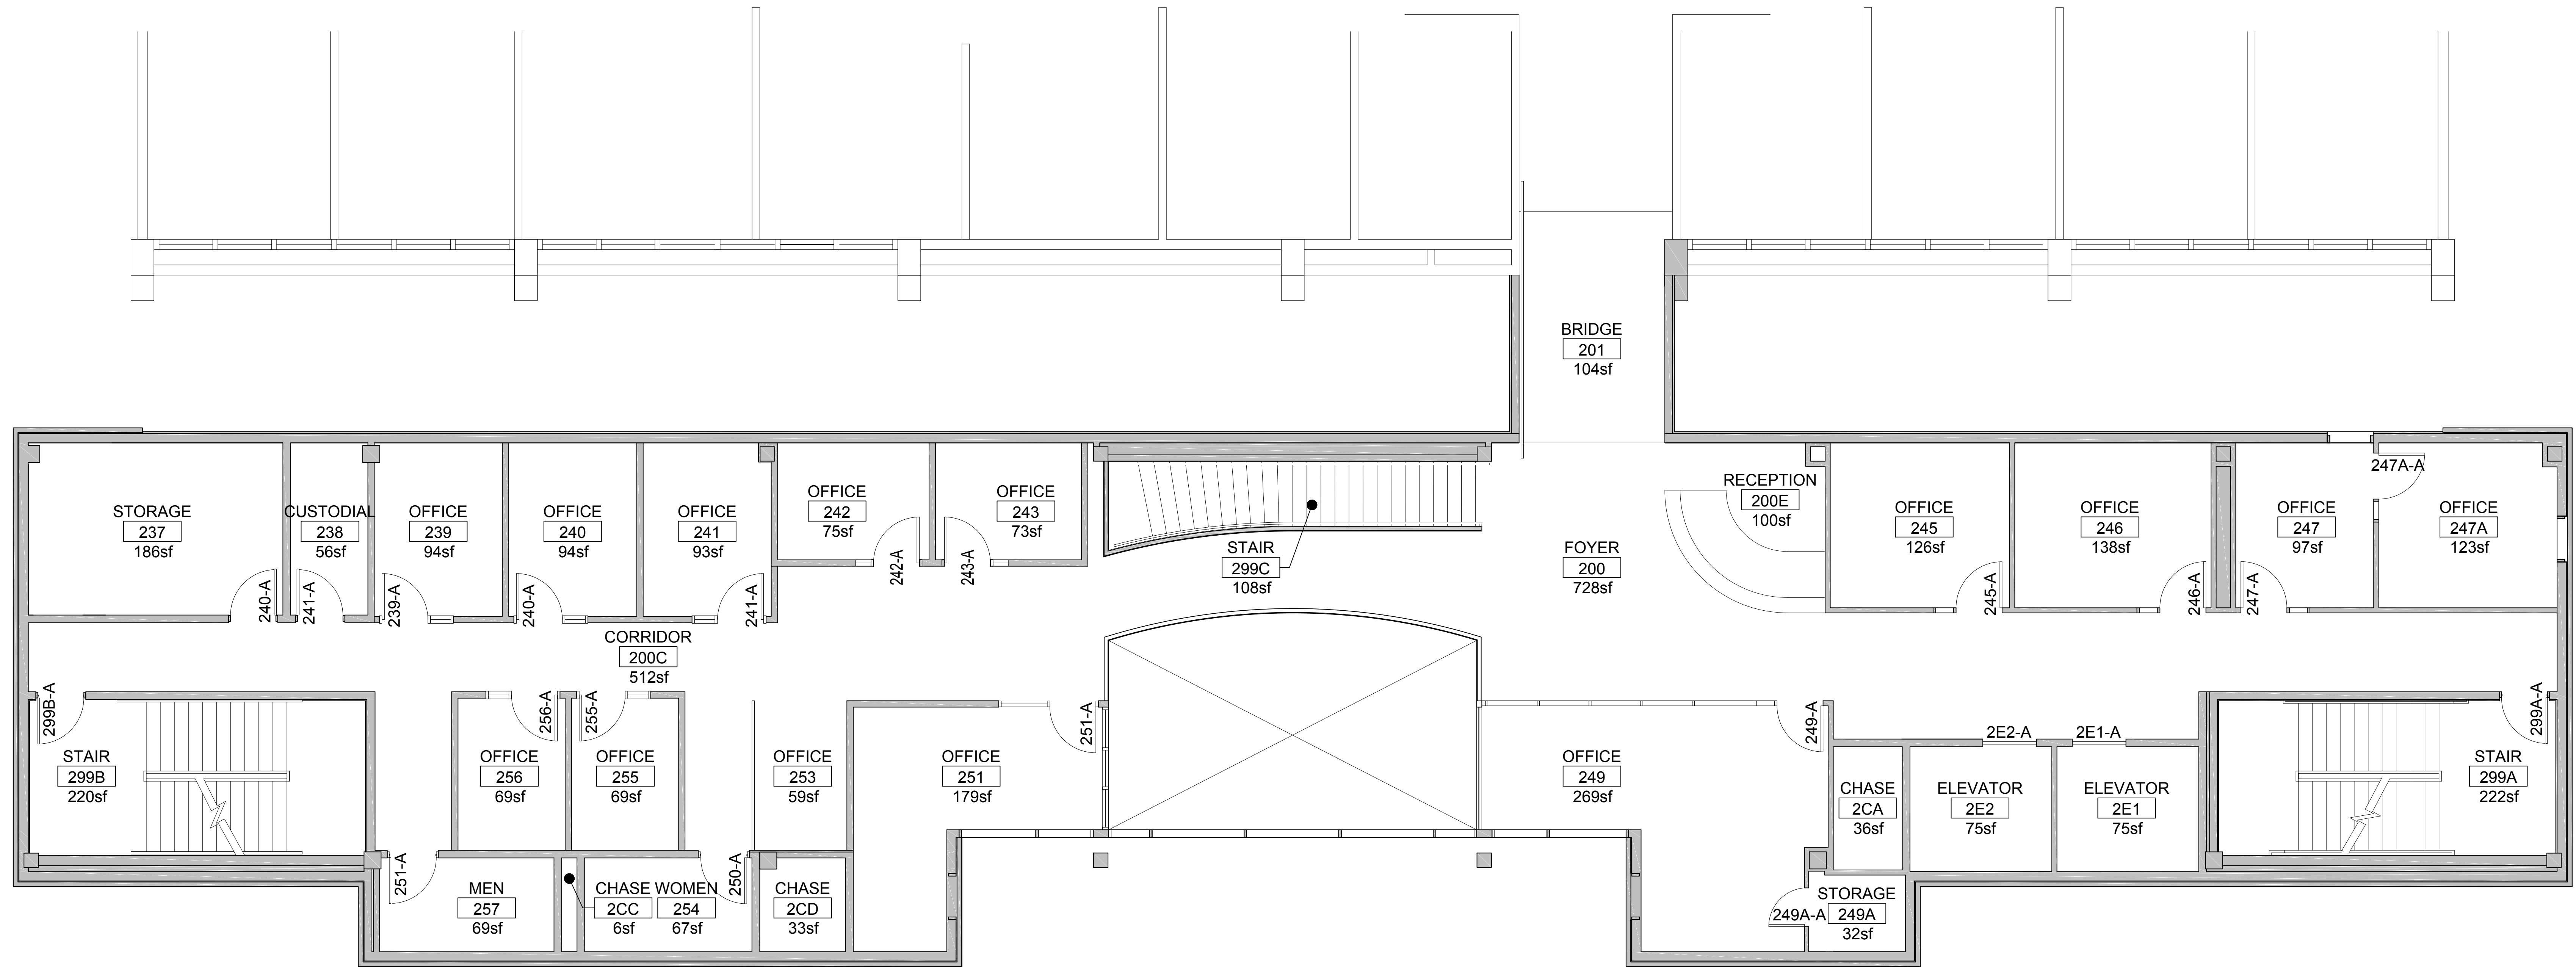 BRIDGE
201
104sf
STORAGE
237
186sf
240-A
CUSTODIAL
238
56sf
241-A
OFFICE
239
94sf
239-A
OFFICE
240
94sf
240-A
OFFICE
241
93sf
241-A
OFFICE
242
75sf
242-A
OFFICE
243
73sf
243-A
STAIR
299C
108sf
FOYER
200
728sf
RECEPTION
200E
100sf
OFFICE
245
126sf
245-A
OFFICE
246
138sf
246-A
OFFICE
247
97sf
247-A
247A-A
OFFICE
247A
123sf
CORRIDOR
200C
512sf
299B-A
STAIR
299B
220sf
256-A
OFFICE
256
69sf
255-A
OFFICE
255
69sf
OFFICE
253
59sf
OFFICE
251
179sf
251-A
OFFICE
249
269sf
249-A
CHASE
2CA
36sf
2E2-A
ELEVATOR
2E2
75sf
2E1-A
ELEVATOR
2E1
75sf
299A-A
STAIR
299A
222sf
251-A
MEN
257
69sf
CHASE
2CC
6sf
WOMEN
254
67sf
250-A
CHASE
2CD
33sf
249A-A
STORAGE
249A
32sf